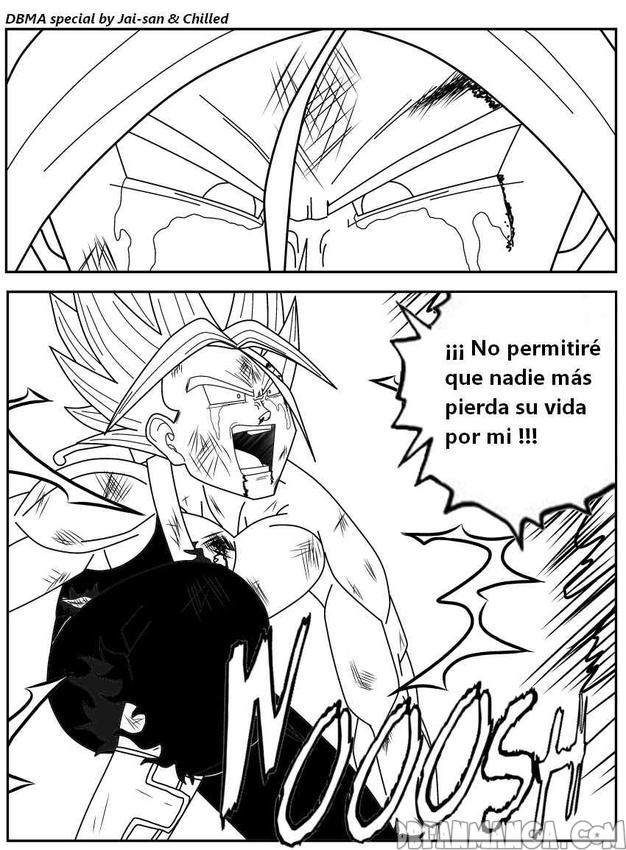 DBMA special by Jai-san & Chilled
¡¡¡ No permitiré
que nadie más
pierda su vida
por mi !!!
NOOOSH
DBFANMANGA.COM